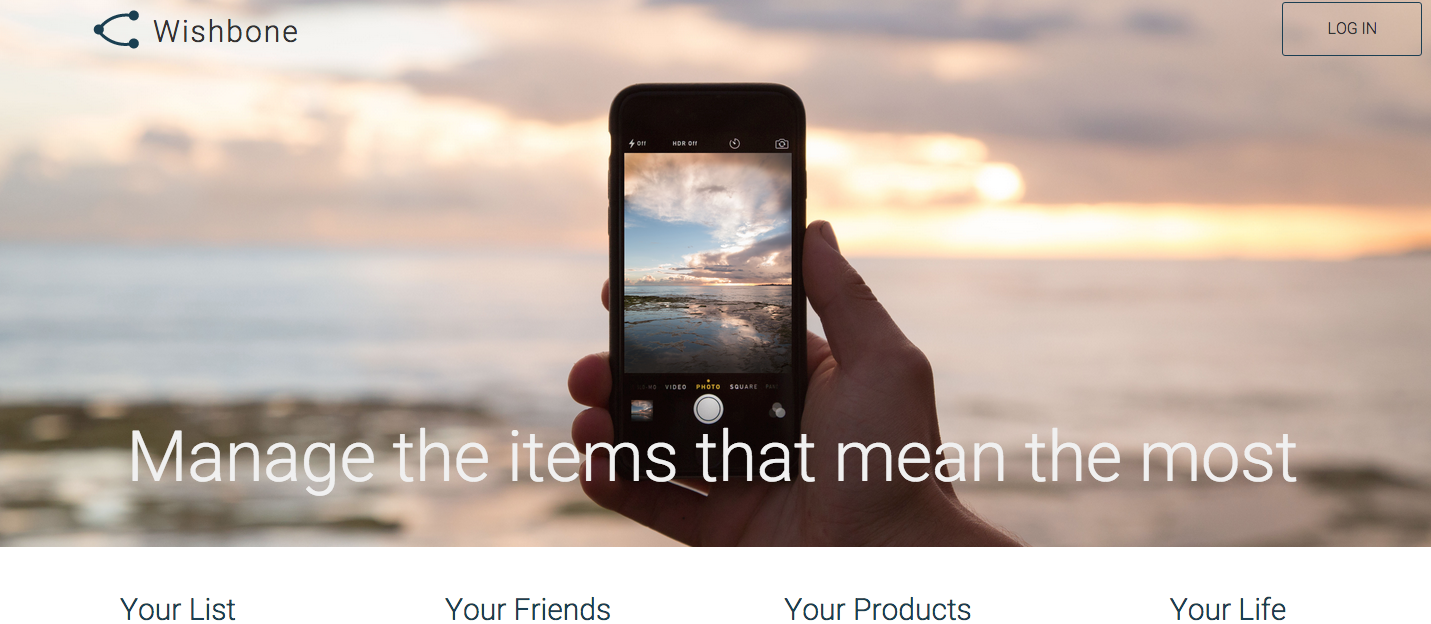 Wishbone
LOG IN
Off
HDR Off
VIDEO PHOTO SQUARE
Manage the items that mean the most
Your List
Your Friends
Your Products
Your Life